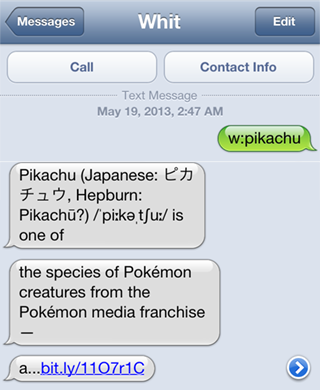 Messages
Whit
Edit
Call
Contact Info
Text Message
May 19, 2013, 2:47 AM
w:pikachu
Pikachu (Japanese: ピカ
チュウ, Hepburn:
Pikachū?) /ˈpiːkəˌtʃuː/ is
one of
the species of Pokémon
creatures from the
Pokémon media franchise
—
a...bit.ly/11O7r1C